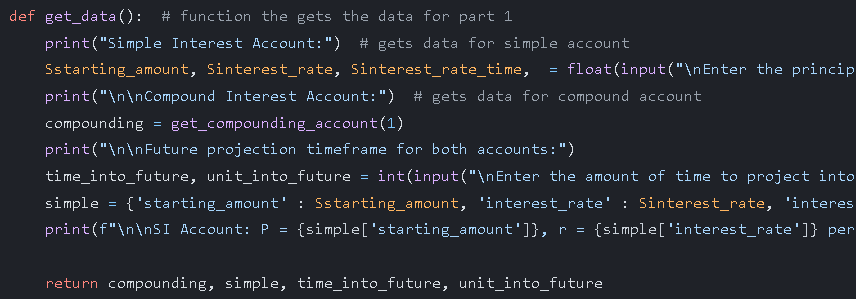 def get_data():  # function the gets the data for part 1
    print("Simple Interest Account:")  # gets data for simple account
    Sstarting_amount, Sinterest_rate, Sinterest_rate_time,  = float(input("\nEnter the princip
    print("\n\nCompound Interest Account:")  # gets data for compound account
    compounding = get_compounding_account(1)
    print("\n\nFuture projection timeframe for both accounts:")
    time_into_future, unit_into_future = int(input("\nEnter the amount of time to project into
    simple = {'starting_amount' : Sstarting_amount, 'interest_rate' : Sinterest_rate, 'interes
    print(f"\n\nSI Account: P = {simple['starting_amount']}, r = {simple['interest_rate']} per
    return compounding, simple, time_into_future, unit_into_future